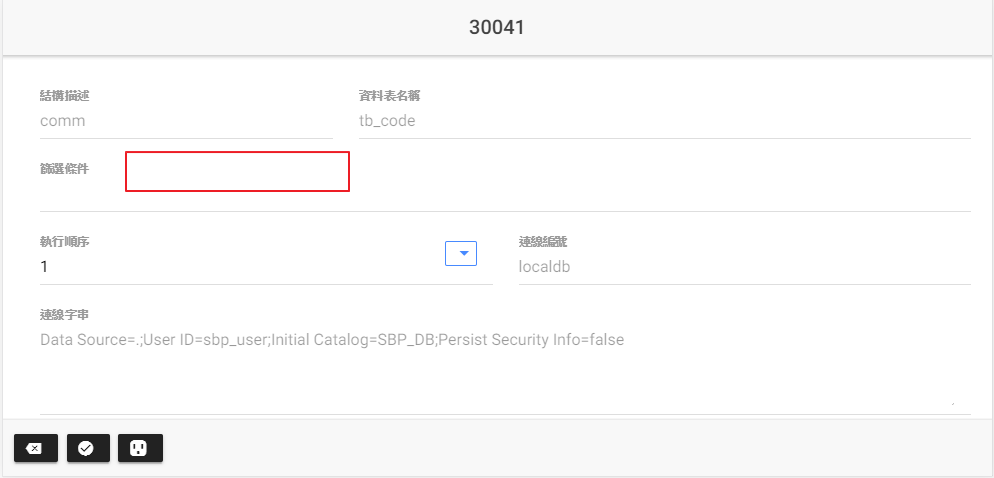 30041
結構描述
資料表名稱
comm
tb_code
篩選條件
執行順序
連線編號
1
localdb
連線字串
Data Source=.;User ID=sbp_user;Initial Catalog=SBP_DB;Persist Security Info=false